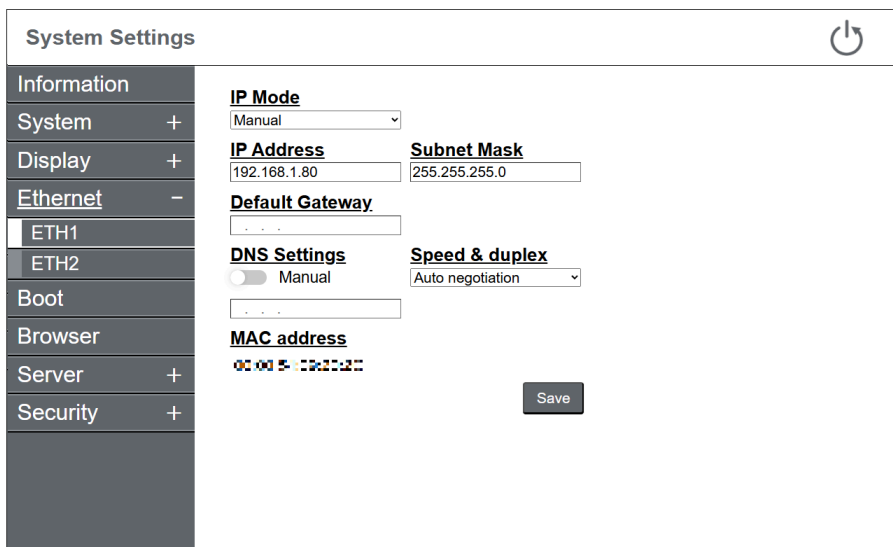 System Settings
Information
System +
Display +
Ethernet −
ETH1
ETH2
Boot
Browser
Server +
Security +
IP Mode
Manual
IP Address Subnet Mask
192.168.1.80 255.255.255.0
Default Gateway
. . .
DNS Settings Speed & duplex
Manual Auto negotiation
. . .
MAC address
Save